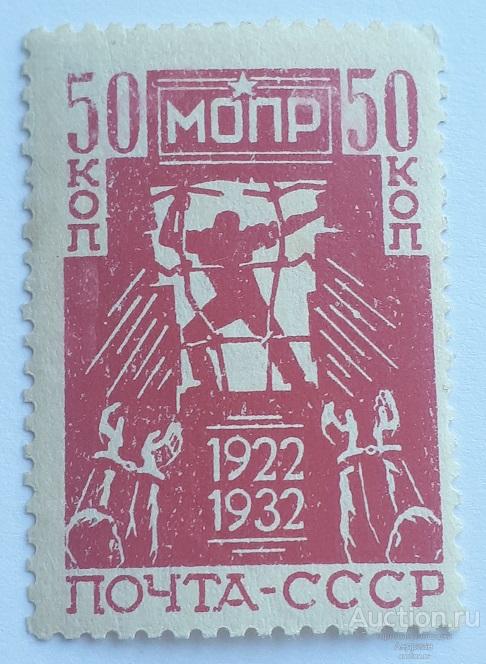 50 МОПР 50
КОП КОП
1922
1932
ПОЧТА-СССР
Auction.ru